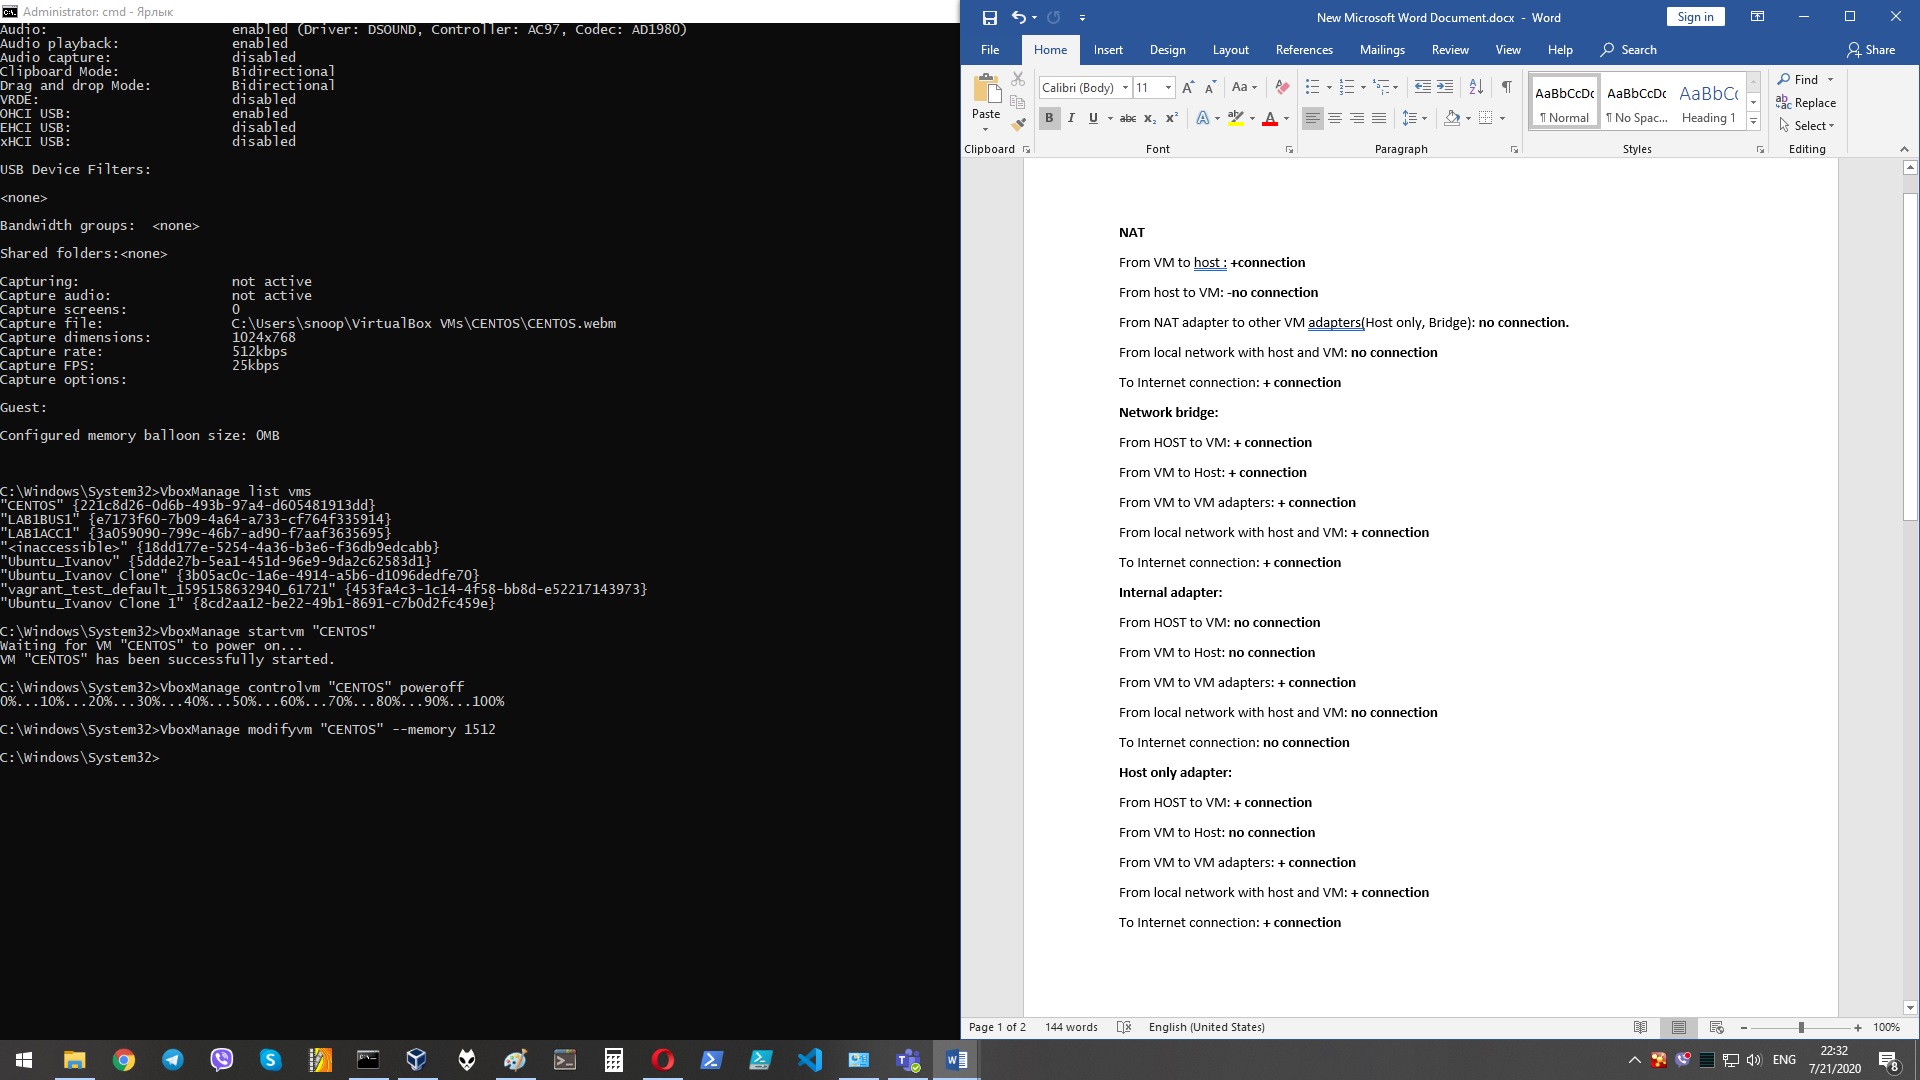 Administrator: cmd - Ярлык
Audio: enabled (Driver: DSOUND, Controller: AC97, Codec: AD1980)
Audio playback: enabled
Audio capture: disabled
Clipboard Mode: Bidirectional
Drag and drop Mode: Bidirectional
VRDE: disabled
OHCI USB: enabled
EHCI USB: disabled
xHCI USB: disabled
USB Device Filters:
<none>
Bandwidth groups: <none>
Shared folders:<none>
Capturing: not active
Capture audio: not active
Capture screens: 0
Capture file: C:\Users\snoop\VirtualBox VMs\CENTOS\CENTOS.webm
Capture dimensions: 1024x768
Capture rate: 512kbps
Capture FPS: 25kbps
Capture options:
Guest:
Configured memory balloon size: 0MB
C:\Windows\System32>VboxManage list vms
"CENTOS" {221c8d26-0d6b-493b-97a4-d605481913dd}
"LAB1BUS1" {e7173f60-7b09-4a64-a733-cf764f335914}
"LAB1ACC1" {3a059090-799c-46b7-ad90-f7aaf3635695}
"<inaccessible>" {18dd177e-5254-4a36-b3e6-f36db9edcabb}
"Ubuntu_Ivanov" {5ddde27b-5ea1-451d-96e9-9da2c62583d1}
"Ubuntu_Ivanov Clone" {3b05ac0c-1a6e-4914-a5b6-d1096dedfe70}
"vagrant_test_default_1595158632940_61721" {453fa4c3-1c14-4f58-bb8d-e52217143973}
"Ubuntu_Ivanov Clone 1" {8cd2aa12-be22-49b1-8691-c7b0d2fc459e}
C:\Windows\System32>VboxManage startvm "CENTOS"
Waiting for VM "CENTOS" to power on...
VM "CENTOS" has been successfully started.
C:\Windows\System32>VboxManage controlvm "CENTOS" poweroff
0%...10%...20%...30%...40%...50%...60%...70%...80%...90%...100%
C:\Windows\System32>VboxManage modifyvm "CENTOS" --memory 1512
C:\Windows\System32>
New Microsoft Word Document.docx - Word
Sign in
File Home Insert Design Layout References Mailings Review View Help Search Share
Paste
Calibri (Body) 11
AaBbCcDc AaBbCcDc AaBbC
¶ Normal ¶ No Spac... Heading 1
Find
Replace
Select
Clipboard Font Paragraph Styles Editing
NAT
From VM to host : +connection
From host to VM: -no connection
From NAT adapter to other VM adapters(Host only, Bridge): no connection.
From local network with host and VM: no connection
To Internet connection: + connection
Network bridge:
From HOST to VM: + connection
From VM to Host: + connection
From VM to VM adapters: + connection
From local network with host and VM: + connection
To Internet connection: + connection
Internal adapter:
From HOST to VM: no connection
From VM to Host: no connection
From VM to VM adapters: + connection
From local network with host and VM: no connection
To Internet connection: no connection
Host only adapter:
From HOST to VM: + connection
From VM to Host: no connection
From VM to VM adapters: + connection
From local network with host and VM: + connection
To Internet connection: + connection
Page 1 of 2 144 words English (United States) 100%
ENG 22:32
7/21/2020
8